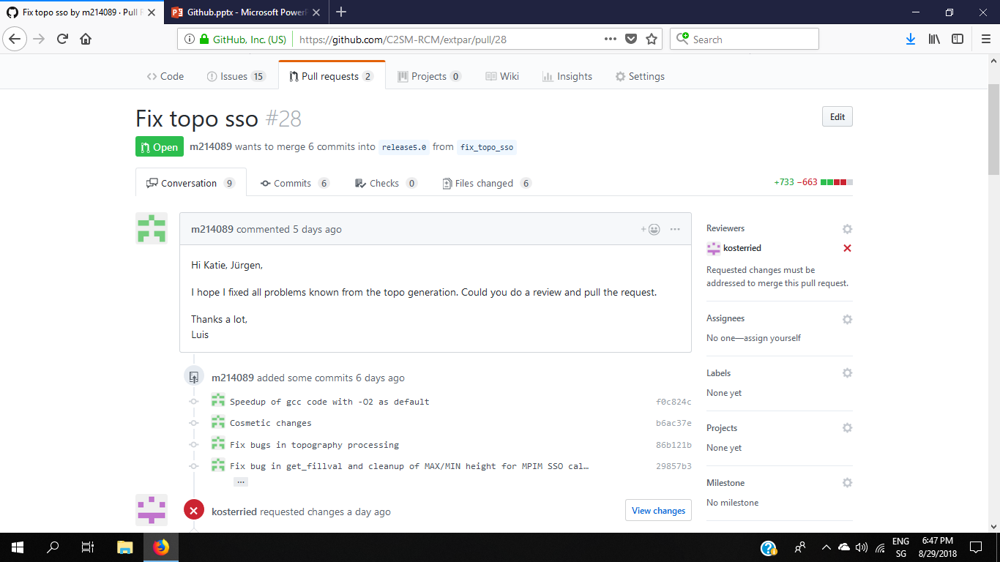 Fix topo sso by m214089 · Pull
Github.pptx - Microsoft Power
GitHub, Inc. (US)
https://github.com/C2SM-RCM/extpar/pull/28
Search
Code
Issues 15
Pull requests 2
Projects 0
Wiki
Insights
Settings
Fix topo sso #28
Edit
Open
m214089 wants to merge 6 commits into release5.0 from fix_topo_sso
Conversation 9
Commits 6
Checks 0
Files changed 6
+733 −663
m214089 commented 5 days ago
Hi Katie, Jürgen,
I hope I fixed all problems known from the topo generation. Could you do a review and pull the request.
Thanks a lot,
Luis
m214089 added some commits 6 days ago
Speedup of gcc code with -O2 as default f0c824c
Cosmetic changes b6ac37e
Fix bugs in topography processing 86b121b
Fix bug in get_fillval and cleanup of MAX/MIN height for MPIM SSO cal… 29857b3
…
kosterried requested changes a day ago
View changes
Reviewers
kosterried
Requested changes must be
addressed to merge this pull request.
Assignees
No one—assign yourself
Labels
None yet
Projects
None yet
Milestone
No milestone
ENG
SG
6:47 PM
8/29/2018